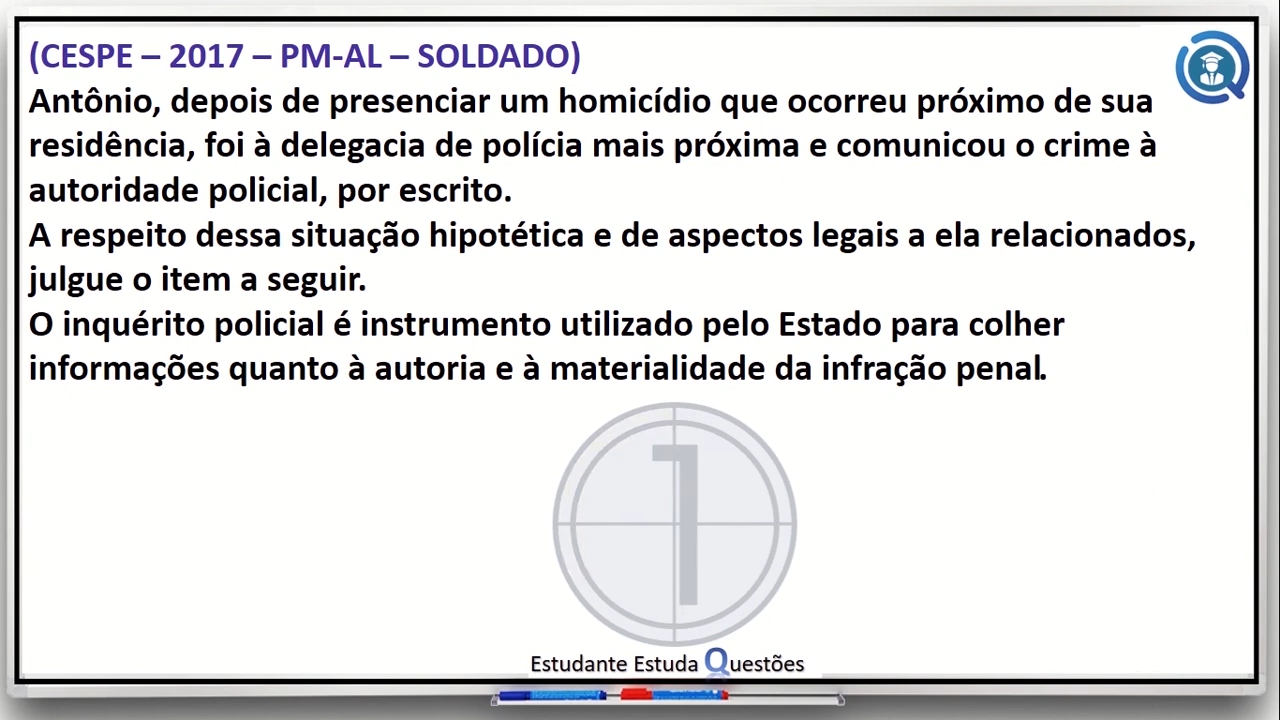 (CESPE – 2017 – PM-AL – SOLDADO)
Antônio, depois de presenciar um homicídio que ocorreu próximo de sua
residência, foi à delegacia de polícia mais próxima e comunicou o crime à
autoridade policial, por escrito.
A respeito dessa situação hipotética e de aspectos legais a ela relacionados,
julgue o item a seguir.
O inquérito policial é instrumento utilizado pelo Estado para colher
informações quanto à autoria e à materialidade da infração penal.
1
Estudante Estuda Questões